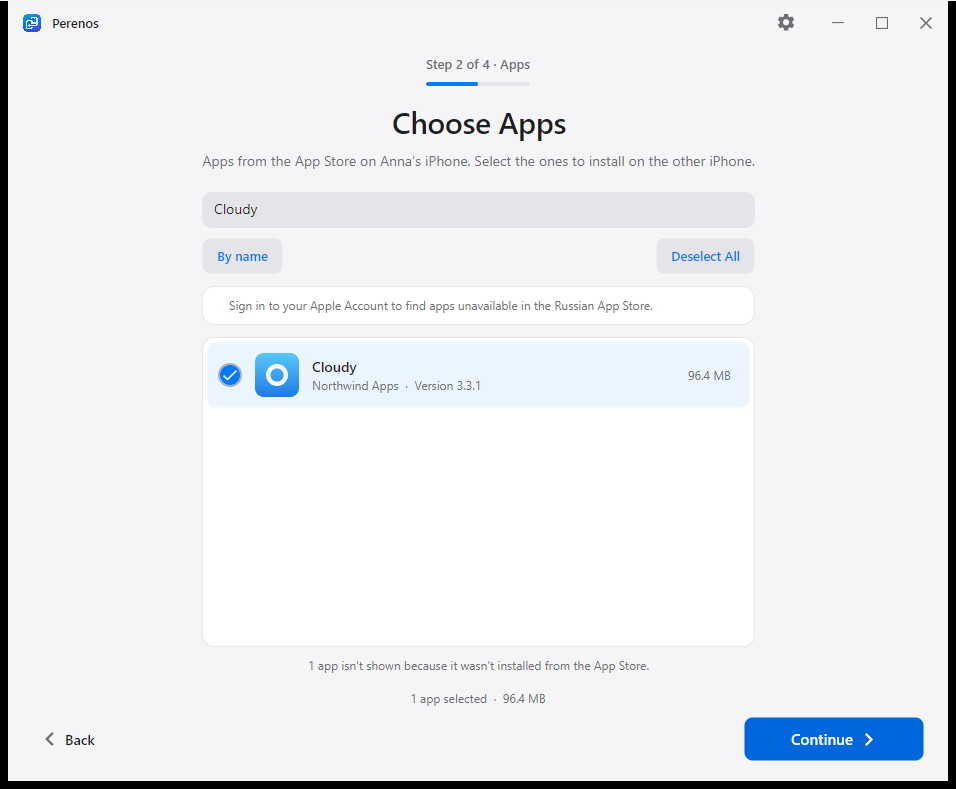 Perenos
Step 2 of 4 · Apps
Choose Apps
Apps from the App Store on Anna’s iPhone. Select the ones to install on the other iPhone.
Cloudy
By name
Deselect All
Sign in to your Apple Account to find apps unavailable in the Russian App Store.
Cloudy
Northwind Apps · Version 3.3.1
96.4 MB
1 app isn't shown because it wasn't installed from the App Store.
1 app selected · 96.4 MB
Back
Continue